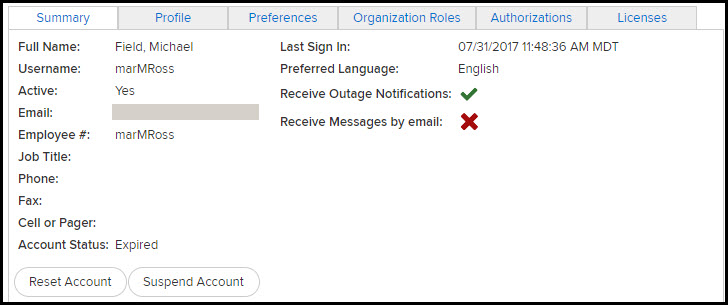 Summary Profile Preferences Organization Roles Authorizations Licenses
Full Name: Field, Michael Last Sign In: 07/31/2017 11:48:36 AM MDT
Username: marMRoss Preferred Language: English
Active: Yes Receive Outage Notifications:
Email:
Receive Messages by email:
Employee #: marMRoss
Job Title:
Phone:
Fax:
Cell or Pager:
Account Status: Expired
Reset Account Suspend Account